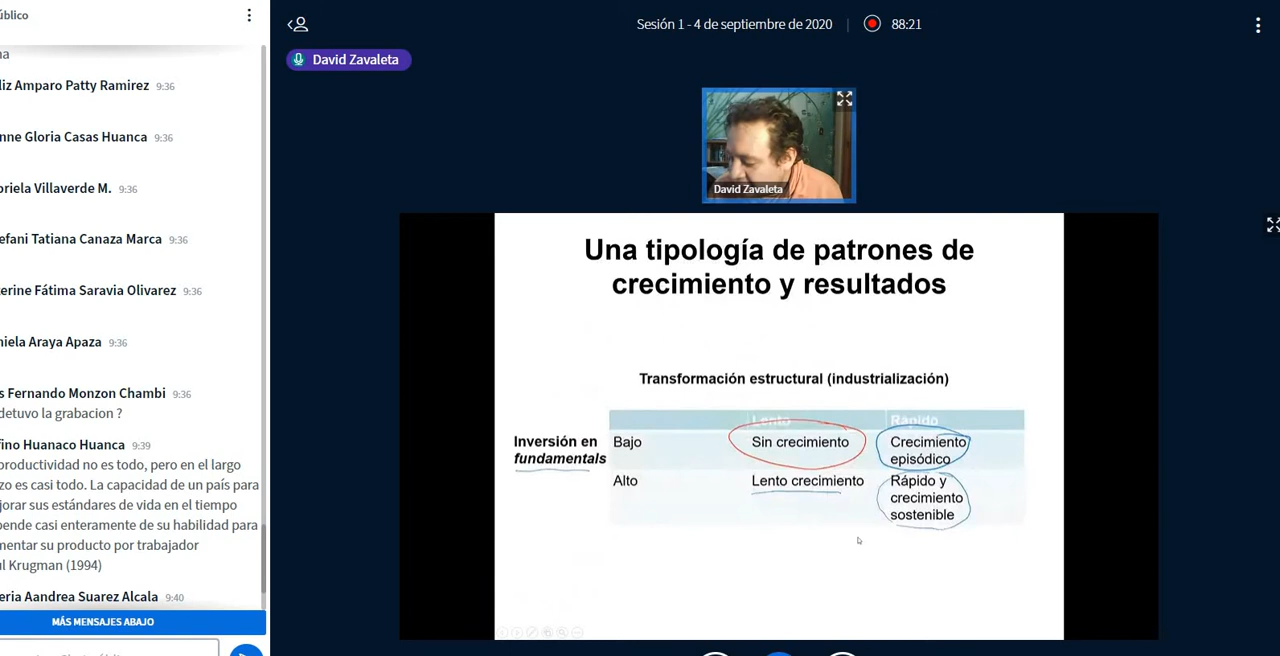 Sesión 1 - 4 de septiembre de 2020
88:21
David Zavaleta
David Zavaleta
Amparo Patty Ramirez 9:36
Gloria Casas Huanca 9:36
Villaverde M. 9:36
Tatiana Canaza Marca 9:36
Fátima Saravia Olivarez 9:36
Araya Apaza 9:36
Fernando Monzon Chambi 9:36
detuvo la grabacion ?
Huanaco Huanca 9:39
productividad no es todo, pero en el largo
es casi todo. La capacidad de un país para
sus estándares de vida en el tiempo
casi enteramente de su habilidad para
su producto por trabajador
Krugman (1994)
Aandrea Suarez Alcala 9:40
MÁS MENSAJES ABAJO
Una tipología de patrones de
crecimiento y resultados
Transformación estructural (industrialización)
Lento Rápido
Inversión en
fundamentals
Bajo Sin crecimiento Crecimiento
episódico
Alto Lento crecimiento Rápido y
crecimiento
sostenible